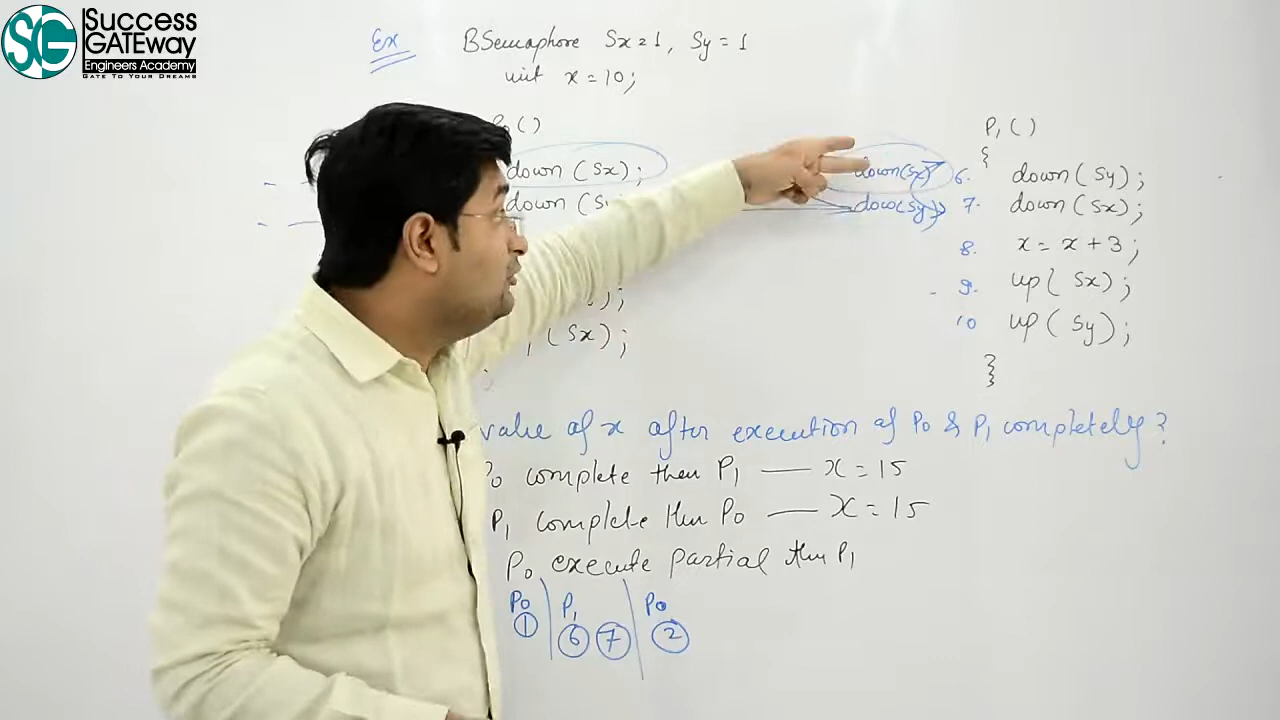 Success
GATEway
Engineers Academy
GATE TO YOUR DREAMS
SG
Ex
BSemaphore Sx=1, Sy=1
int x=10;
()
down(Sx);
down(S
);
(Sx);
down(Sx)
down(Sy)
P1()
{
6. down(Sy);
7. down(Sx);
8. x=x+3;
9. up(Sx);
10 up(Sy);
}
value of x after execution of P0 & P1 completely?
P0 complete then P1 — x=15
P1 complete then P0 — x=15
P0 execute partial then P1
P0 P1 P0
1 6 7 2